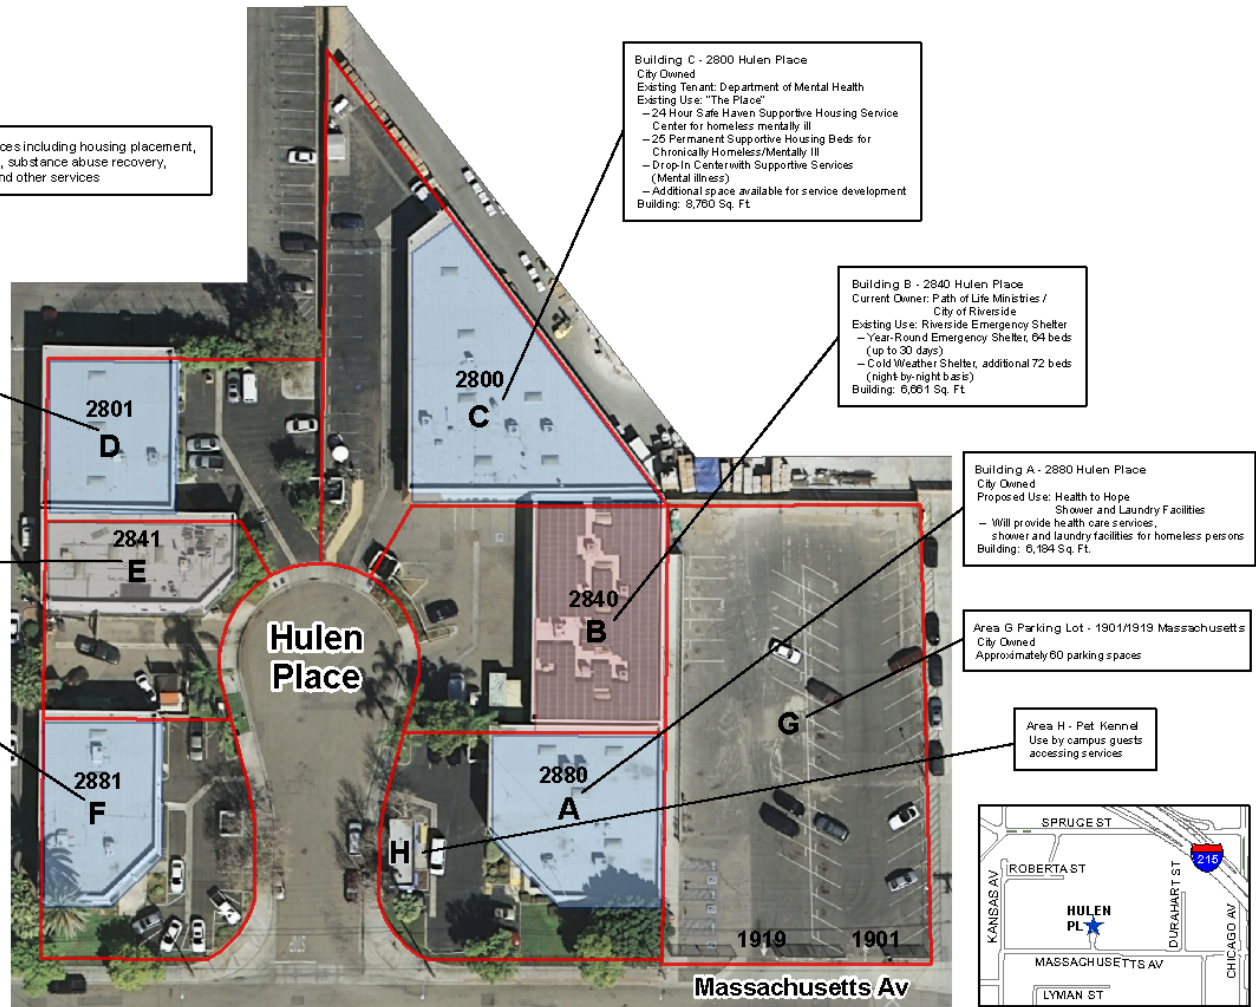 Building C - 2800 Hulen Place
City Owned
Existing Tenant: Department of Mental Health
Existing Use: "The Place"
– 24 Hour Safe Haven Supportive Housing Service
Center for homeless mentally ill
– 25 Permanent Supportive Housing Beds for
Chronically Homeless/Mentally Ill
– Drop-In Center with Supportive Services
(Mental illness)
– Additional space available for service development
Building: 8,760 Sq. Ft.
ces including housing placement,
, substance abuse recovery,
nd other services
Building B - 2840 Hulen Place
Current Owner: Path of Life Ministries /
City of Riverside
Existing Use: Riverside Emergency Shelter
– Year-Round Emergency Shelter, 64 beds
(up to 30 days)
– Cold Weather Shelter, additional 72 beds
(night-by-night basis)
Building: 6,661 Sq. Ft.
Building A - 2880 Hulen Place
City Owned
Proposed Use: Health to Hope
Shower and Laundry Facilities
– Will provide health care services,
shower and laundry facilities for homeless persons
Building: 6,184 Sq. Ft.
Area G Parking Lot - 1901/1919 Massachusetts
City Owned
Approximately 60 parking spaces
Area H - Pet Kennel
Use by campus guests
accessing services
2800
C
2801
D
2841
E
2840
B
Hulen
Place
G
2881
F
2880
A
H
1919
1901
STOP
Massachusetts Av
SPRUCE ST
215
ROBERTA ST
KANSAS AV
HULEN
PL
DURAHART ST
CHICAGO AV
MASSACHUSETTS AV
LYMAN ST